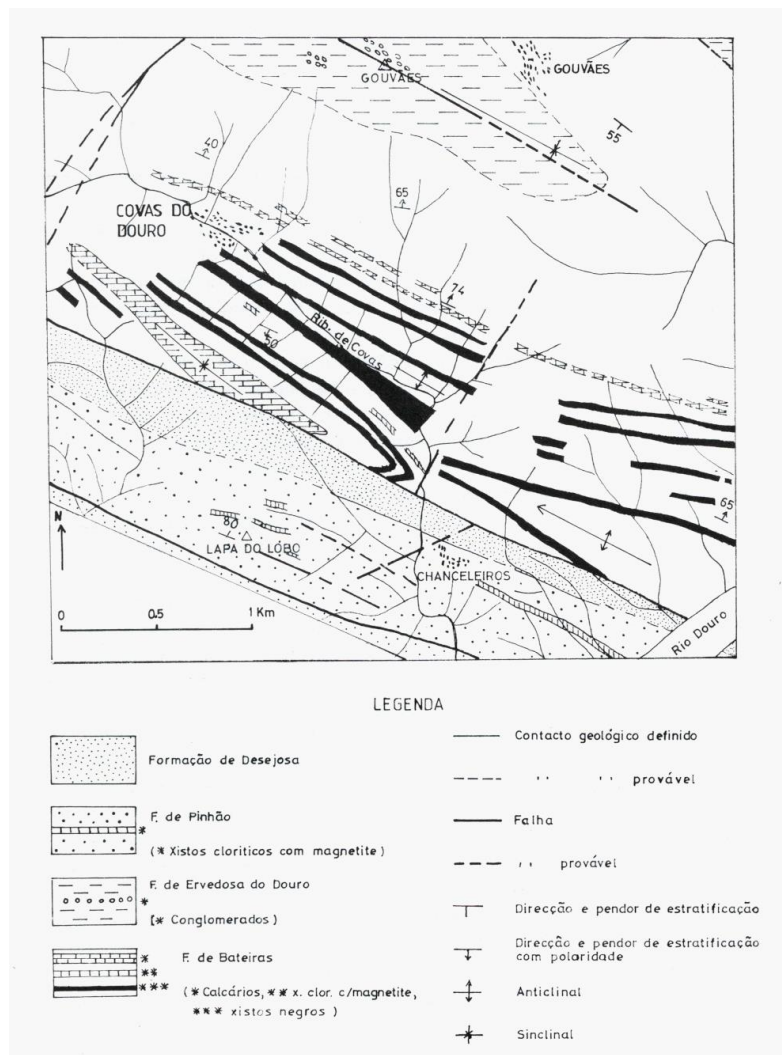 GOUVÃES
GOUVÃES
55
40
65
COVAS DO
DOURO
74
50
Rib. de Covas
65
80
LAPA DO LÔBO
CHANCELEIROS
N
0 0.5 1 Km
Rio Douro
LEGENDA
Formação de Desejosa
F. de Pinhão
*
(* Xistos cloriticos com magnetite)
F. de Ervedosa do Douro
*
[* Conglomerados)
*
F. de Bateiras
**
***
(* Calcários, ** x. clor. c/magnetite,
*** xistos negros)
Contacto geológico definido
" " provável
Falha
" provável
Direcção e pendor de estratificação
Direcção e pendor de estratificação
com polaridade
Anticlinal
Sinclinal